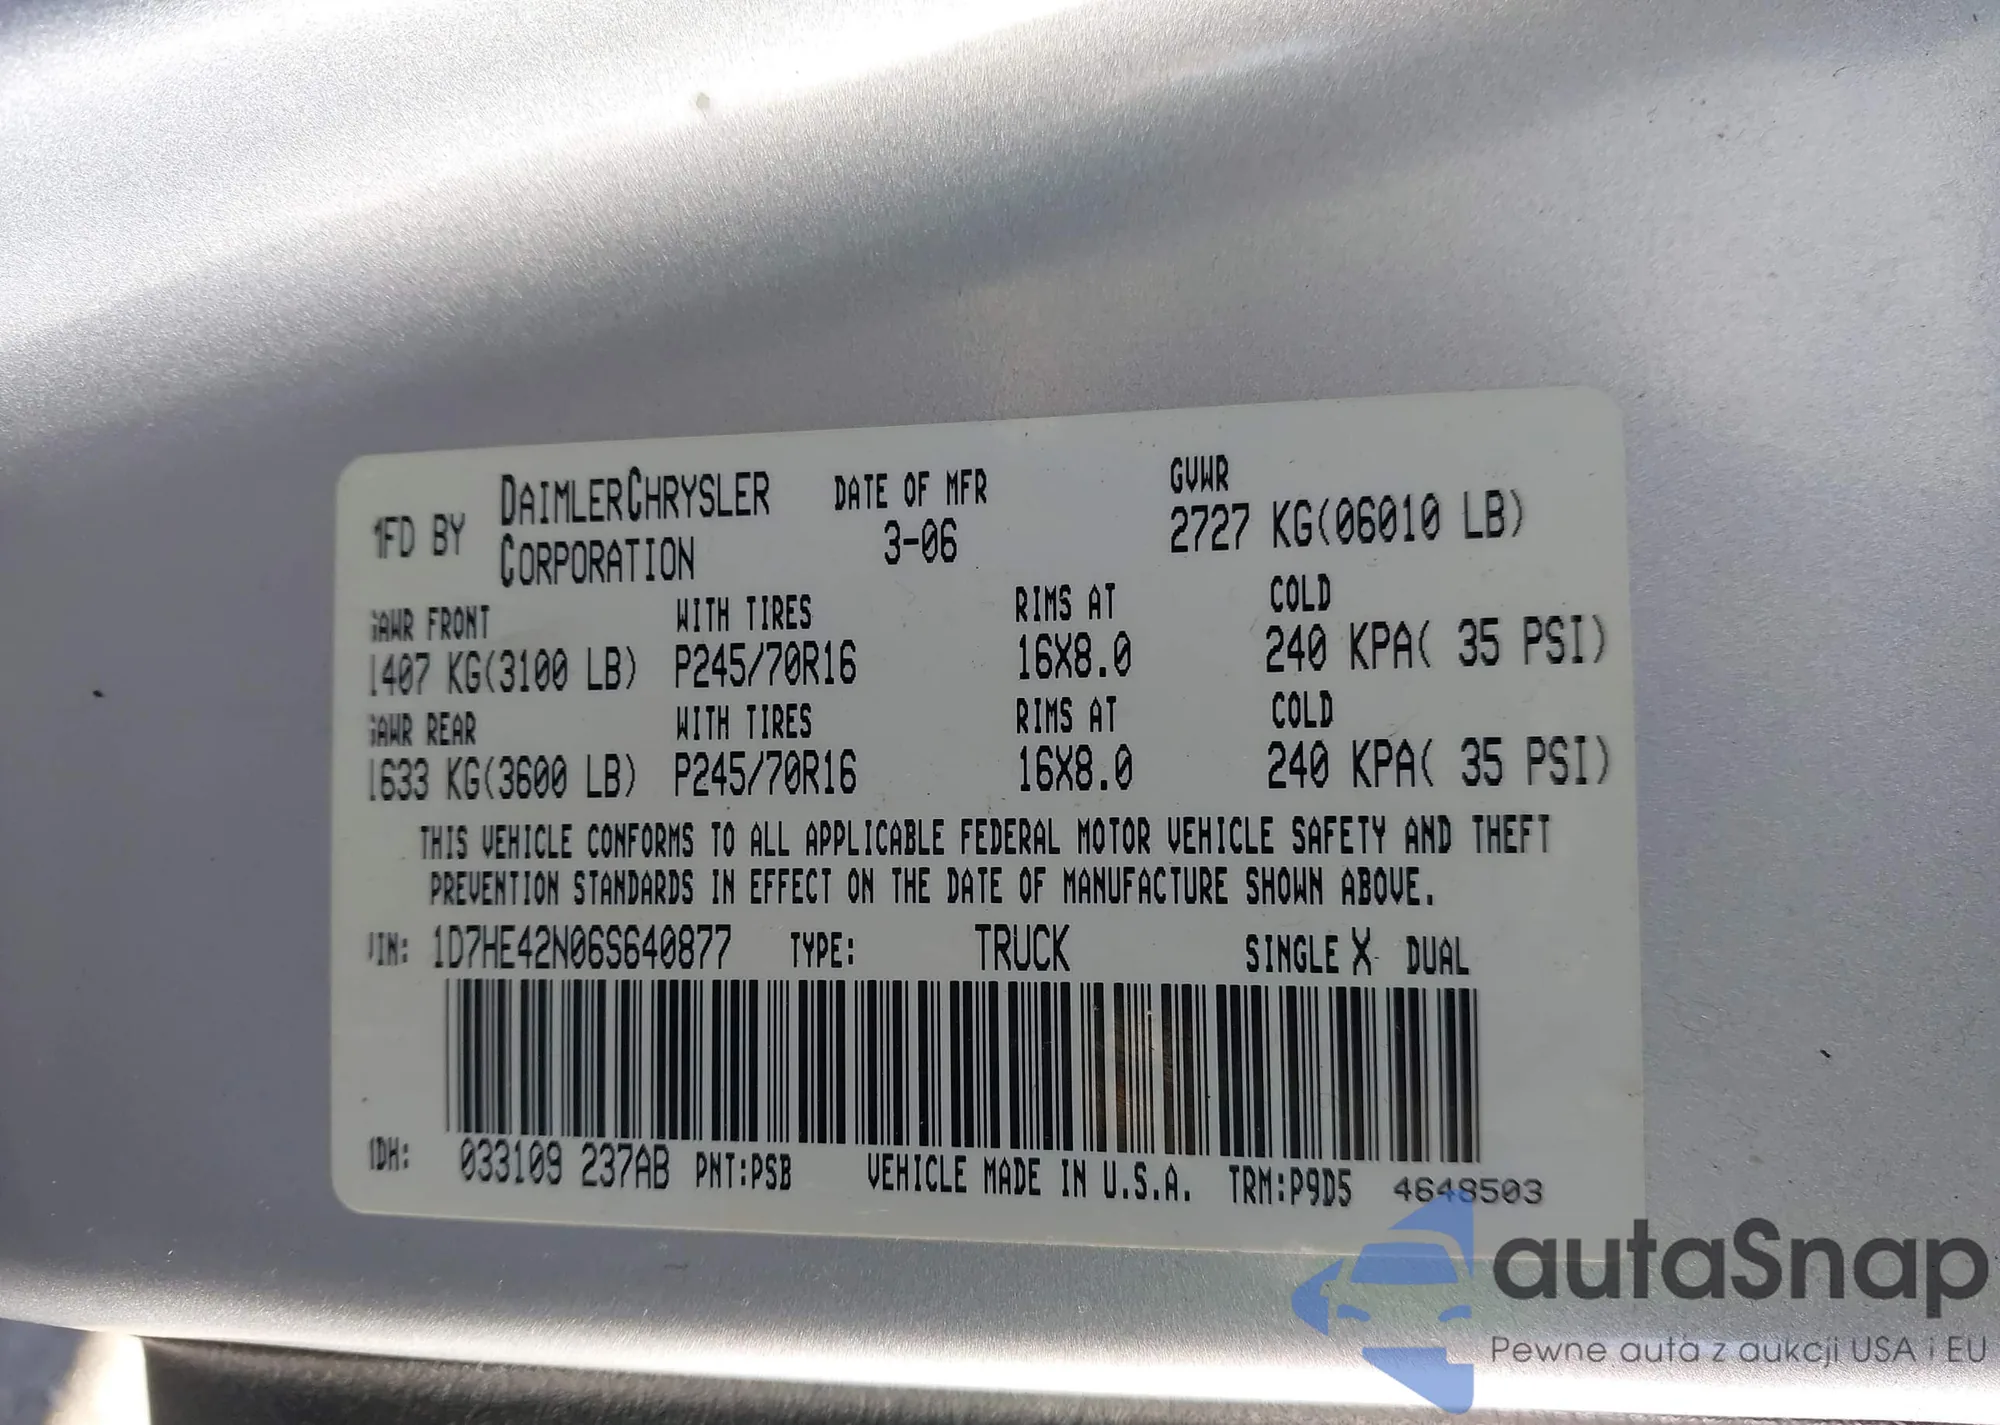 MFD BY DAIMLERCHRYSLER CORPORATION DATE OF MFR 3-06 GVWR 2727 KG(06010 LB)
GAWR FRONT WITH TIRES RIMS AT COLD
1407 KG(3100 LB) P245/70R16 16X8.0 240 KPA( 35 PSI)
GAWR REAR WITH TIRES RIMS AT COLD
1633 KG(3600 LB) P245/70R16 16X8.0 240 KPA( 35 PSI)
THIS VEHICLE CONFORMS TO ALL APPLICABLE FEDERAL MOTOR VEHICLE SAFETY AND THEFT
PREVENTION STANDARDS IN EFFECT ON THE DATE OF MANUFACTURE SHOWN ABOVE.
VIN: 1D7HE42N06S640877 TYPE: TRUCK SINGLE X DUAL
MDH: 033109 237AB PNT:PSB VEHICLE MADE IN U.S.A. TRM:P9D5 4648503
autaSnap
Pewne auta z aukcji USA i EU